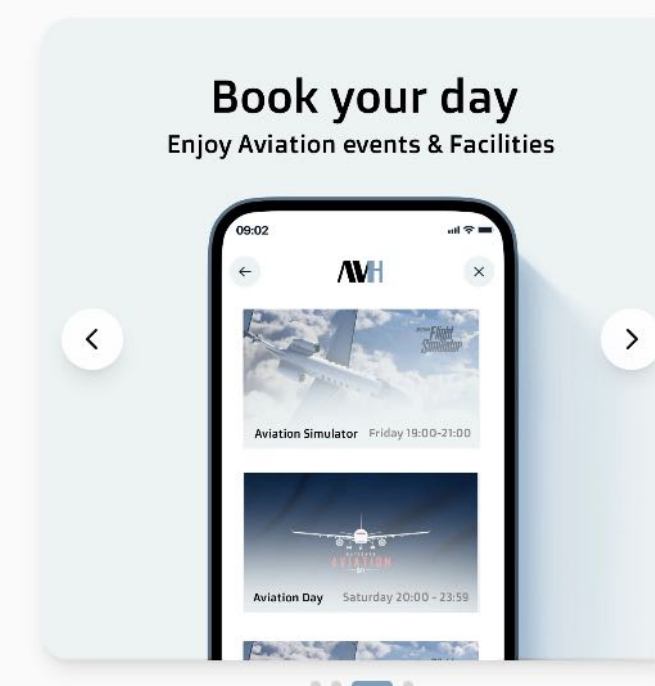 Book your day
Enjoy Aviation events & Facilities
09:02
AVH
Flight
Simulator
Aviation Simulator Friday 19:00-21:00
AVIATION
Aviation Day Saturday 20:00 - 23:59